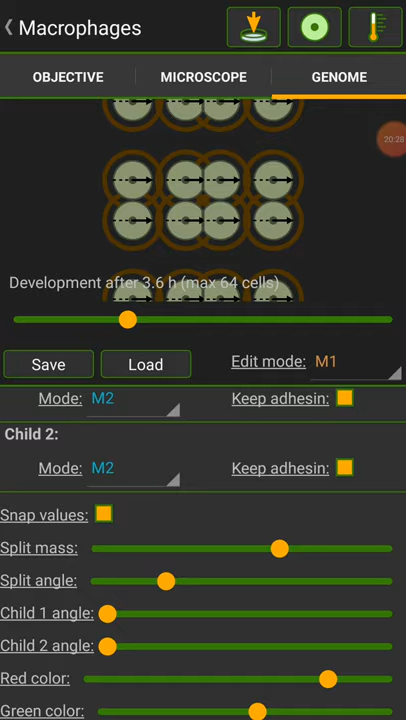 Macrophages
OBJECTIVE MICROSCOPE GENOME
20:28
Development after 3.6 h (max 64 cells)
Save Load Edit mode: M1
Mode: M2 Keep adhesin:
Child 2:
Mode: M2 Keep adhesin:
Snap values:
Split mass:
Split angle:
Child 1 angle:
Child 2 angle:
Red color:
Green color: